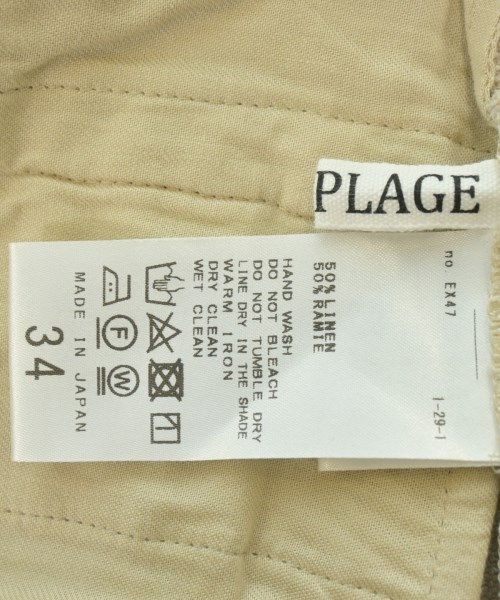 PLAGE
no. EX47
1-29-1
50%LINEN
50%RAMIE
HAND WASH
DO NOT BLEACH
DO NOT TUMBLE DRY
LINE DRY IN THE SHADE
WARM IRON
DRY CLEAN
WET CLEAN
F
W
MADE IN JAPAN
34